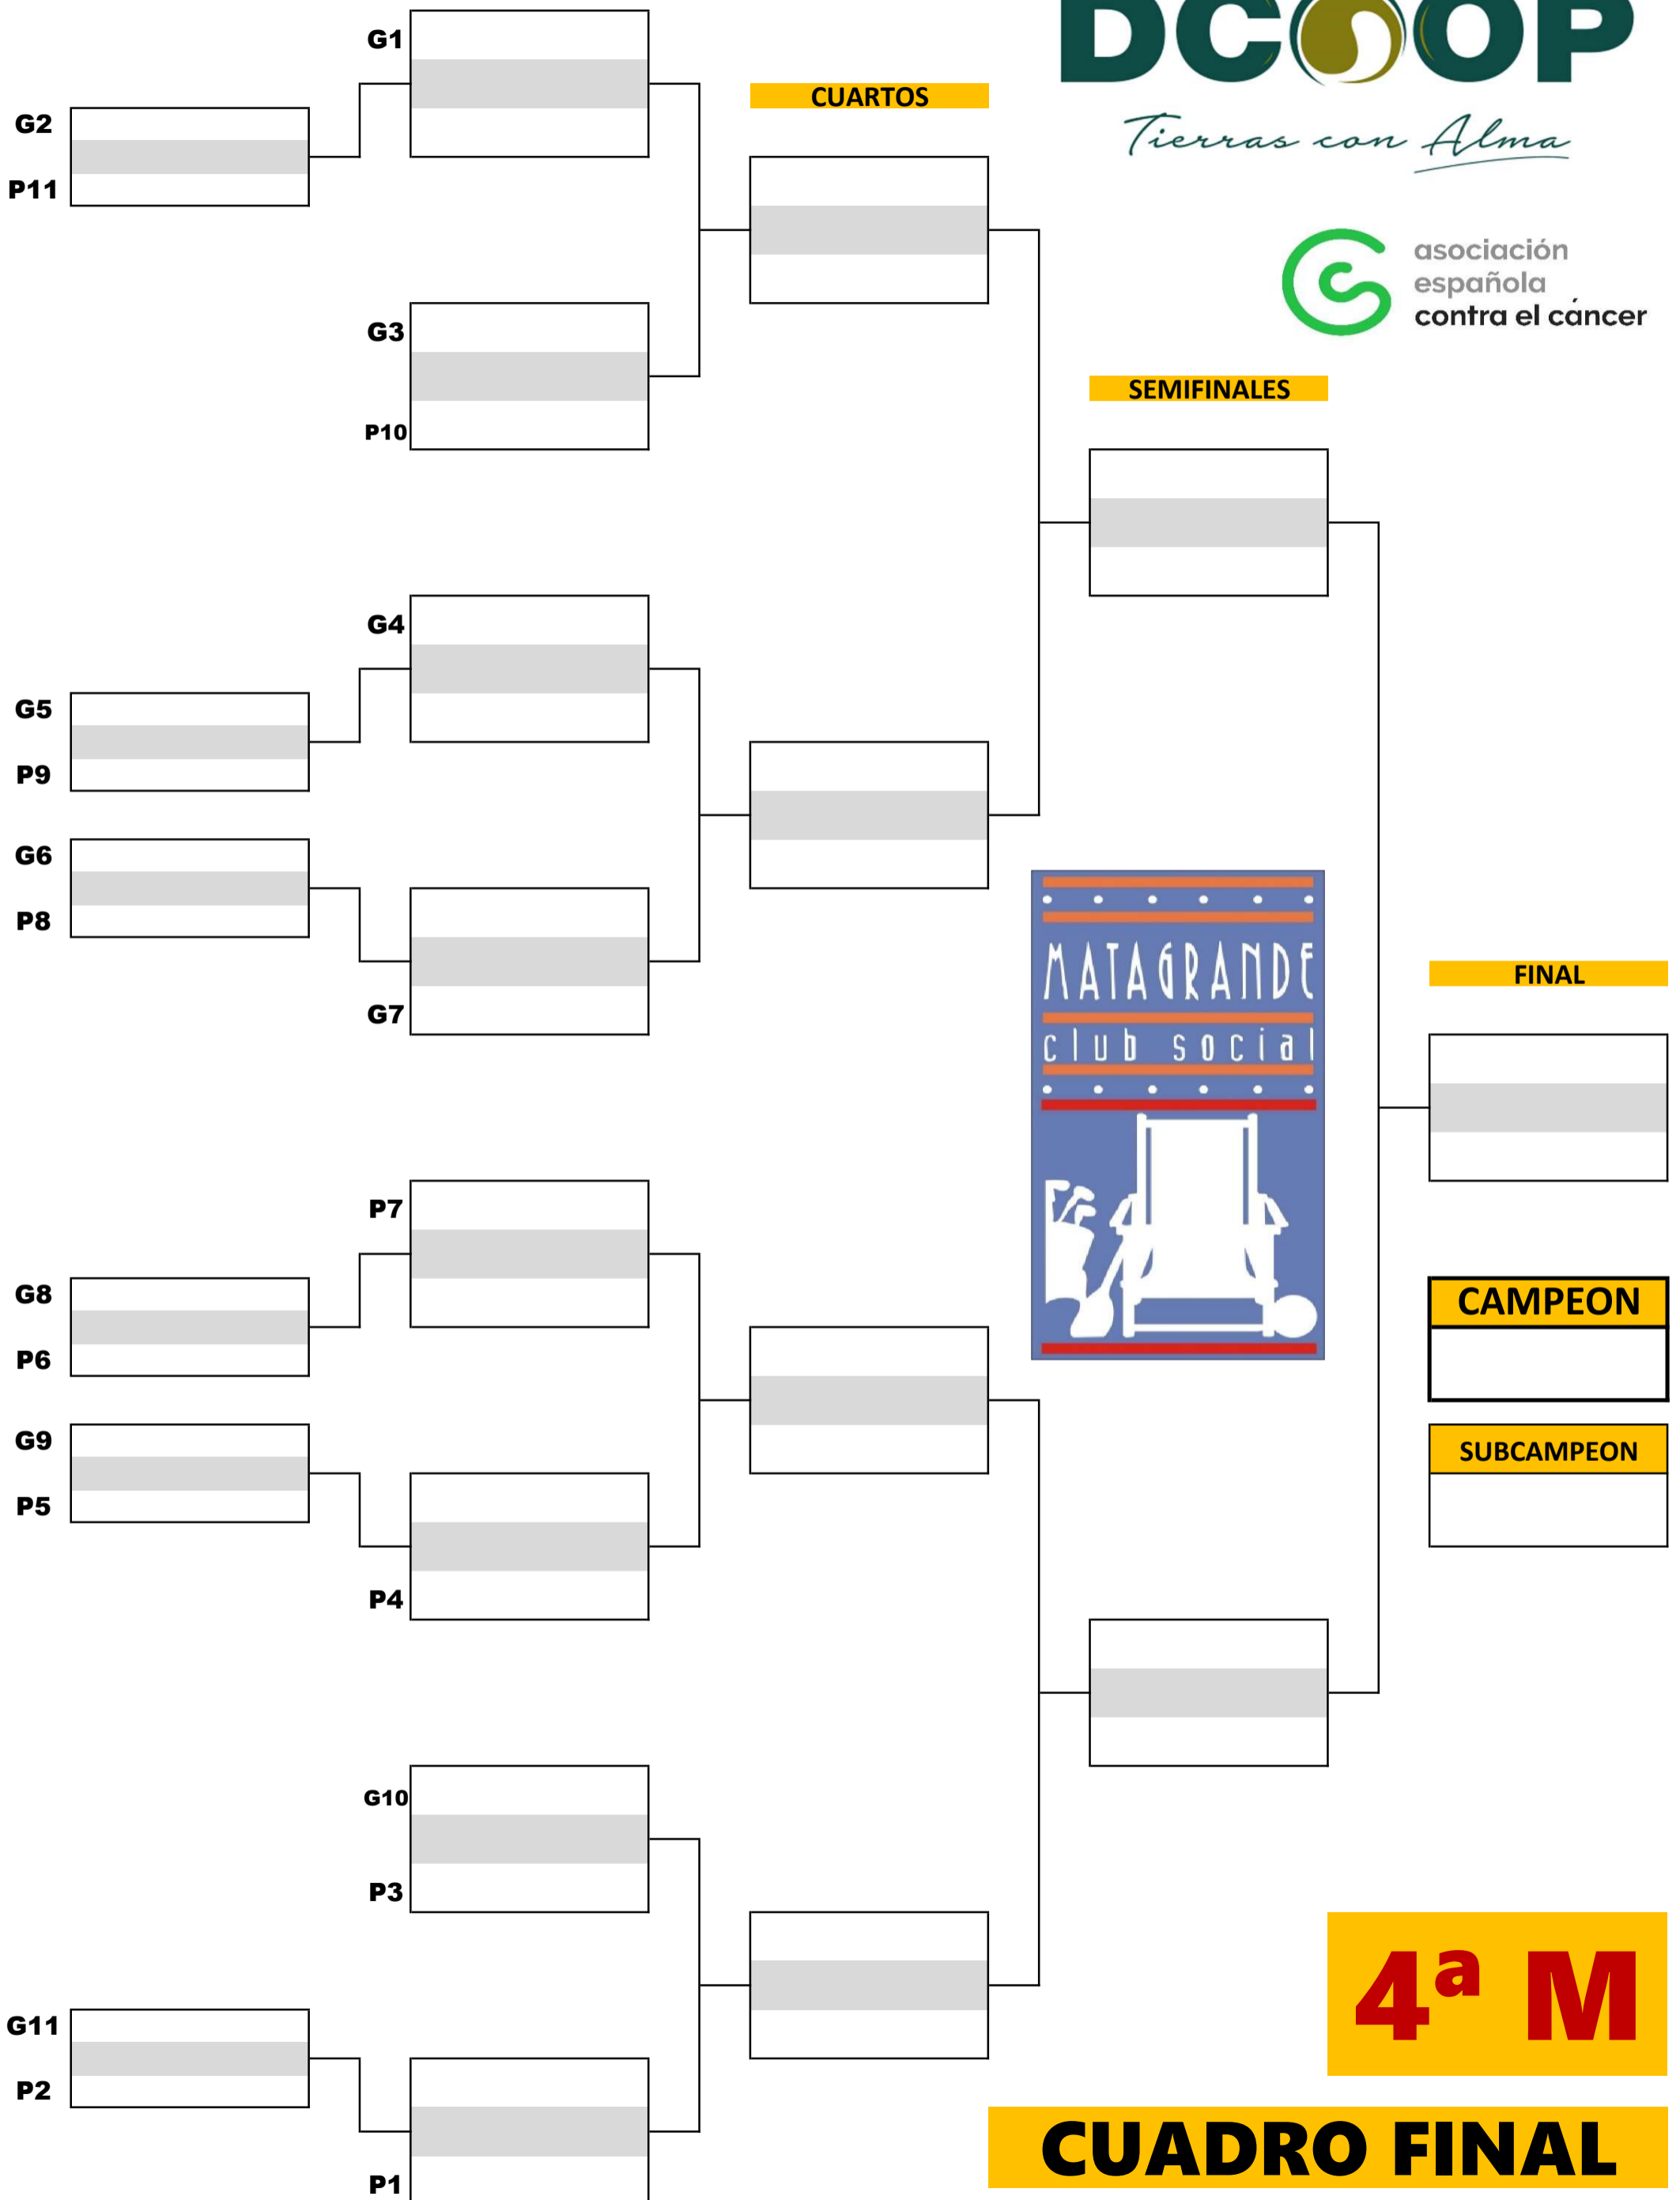 DCOOP
Tierras con Alma
asociación
española
contra el cáncer
G1
CUARTOS
G2
P11
G3
P10
SEMIFINALES
G4
G5
P9
G6
P8
G7
MATAGRANDE
club social
FINAL
P7
G8
P6
CAMPEON
G9
P5
SUBCAMPEON
P4
G10
P3
4ª M
G11
P2
CUADRO FINAL
P1